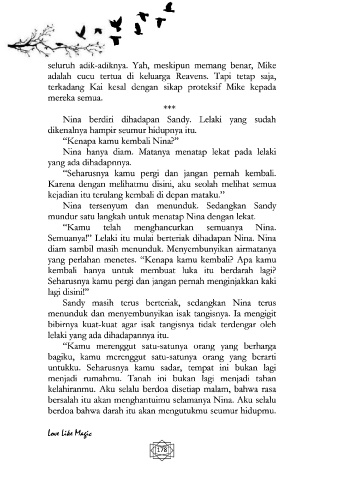 seluruh adik-adiknya. Yah, meskipun memang benar, Mike
adalah cucu tertua di keluarga Reavens. Tapi tetap saja,
terkadang Kai kesal dengan sikap protektif Mike kepada
mereka semua.
***
Nina berdiri dihadapan Sandy. Lelaki yang sudah
dikenalnya hampir seumur hidupnya itu.
“Kenapa kamu kembali Nina?”
Nina hanya diam. Matanya menatap lekat pada lelaki
yang ada dihadapnnya.
“Seharusnya kamu pergi dan jangan pernah kembali.
Karena dengan melihatmu disini, aku seolah melihat semua
kejadian itu terulang kembali di depan mataku.”
Nina tersenyum dan menunduk. Sedangkan Sandy
mundur satu langkah untuk menatap Nina dengan lekat.
“Kamu telah menghancurkan semuanya Nina.
Semuanya!” Lelaki itu mulai berteriak dihadapan Nina. Nina
diam sambil masih menunduk. Menyembunyikan airmatanya
yang perlahan menetes. “Kenapa kamu kembali? Apa kamu
kembali hanya untuk membuat luka itu berdarah lagi?
Seharusnya kamu pergi dan jangan pernah menginjakkan kaki
lagi disini!”
Sandy masih terus berteriak, sedangkan Nina terus
menunduk dan menyembunyikan isak tangisnya. Ia mengigit
bibirnya kuat-kuat agar isak tangisnya tidak terdengar oleh
lelaki yang ada dihadapannya itu.
“Kamu merenggut satu-satunya orang yang berharga
bagiku, kamu merenggut satu-satunya orang yang berarti
untukku. Seharusnya kamu sadar, tempat ini bukan lagi
menjadi rumahmu. Tanah ini bukan lagi menjadi tahan
kelahiranmu. Aku selalu berdoa disetiap malam, bahwa rasa
bersalah itu akan menghantuimu selamanya Nina. Aku selalu
berdoa bahwa darah itu akan mengutukmu seumur hidupmu.
Love Like Magic
178